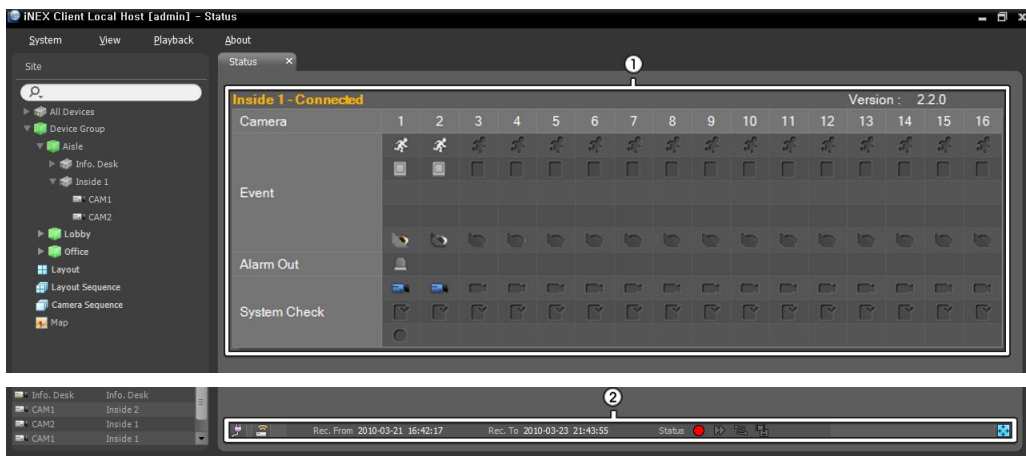 iNEX Client Local Host [admin] - Status
System View Playback About
Site
Status
1
All Devices
Device Group
Aisle
Info. Desk
Inside 1
CAM1
CAM2
Lobby
Office
Layout
Layout Sequence
Camera Sequence
Map
Inside 1 - Connected Version : 2.2.0
Camera 1 2 3 4 5 6 7 8 9 10 11 12 13 14 15 16
Event
Alarm Out
System Check
Info. Desk Info. Desk
CAM1 Inside 2
CAM2 Inside 1
CAM1 Inside 1
2
Rec. From 2010-03-21 16:42:17 Rec. To 2010-03-23 21:43:55 Status